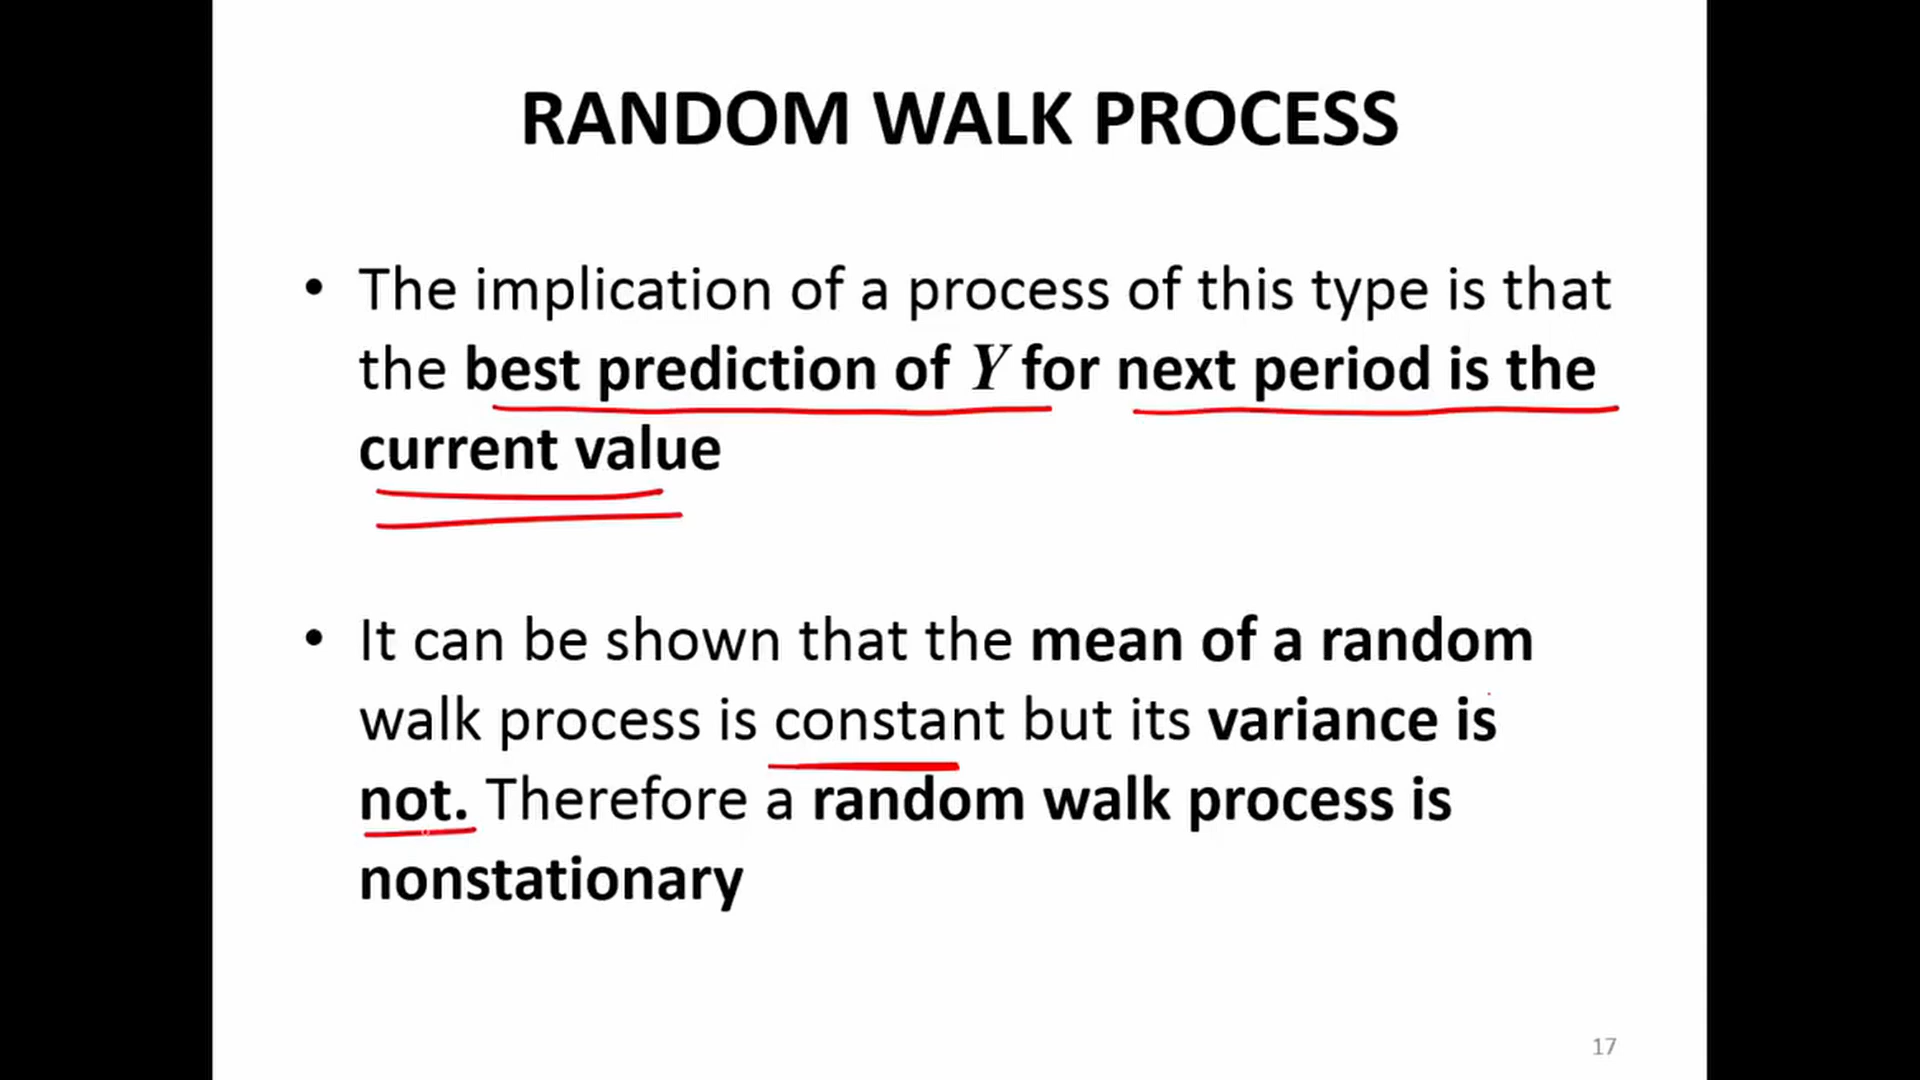 RANDOM WALK PROCESS
• The implication of a process of this type is that
the best prediction of Y for next period is the
current value
• It can be shown that the mean of a random
walk process is constant but its variance is
not. Therefore a random walk process is
nonstationary
17